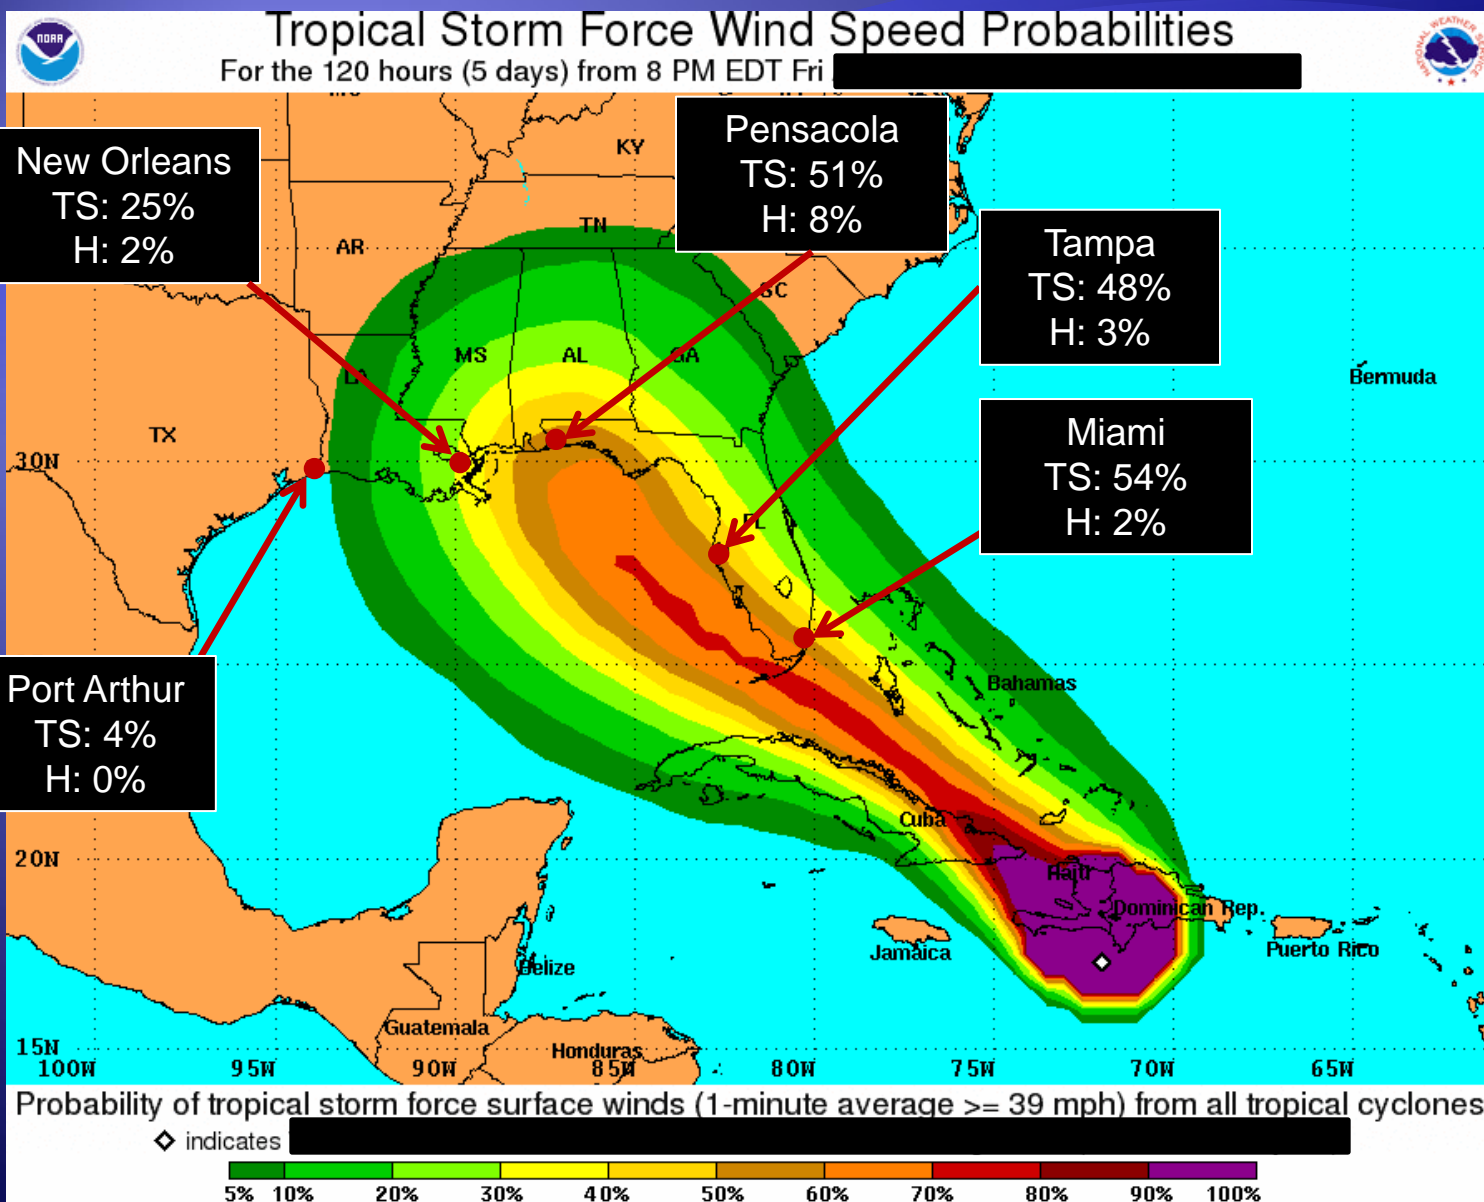 Tropical Storm Force Wind Speed Probabilities
For the 120 hours (5 days) from 8 PM EDT Fri
NOAA
New Orleans
TS: 25%
H: 2%
Pensacola
TS: 51%
H: 8%
Tampa
TS: 48%
H: 3%
Miami
TS: 54%
H: 2%
Port Arthur
TS: 4%
H: 0%
KY
TN
AR
SC
MS
AL
GA
LA
TX
FL
Bermuda
Bahamas
Cuba
Haiti
Dominican Rep.
Puerto Rico
Jamaica
Belize
Guatemala
Honduras
30N
20N
15N
100W 95W 90W 85W 80W 75W 70W 65W
Probability of tropical storm force surface winds (1-minute average >= 39 mph) from all tropical cyclones
indicates
5% 10% 20% 30% 40% 50% 60% 70% 80% 90% 100%